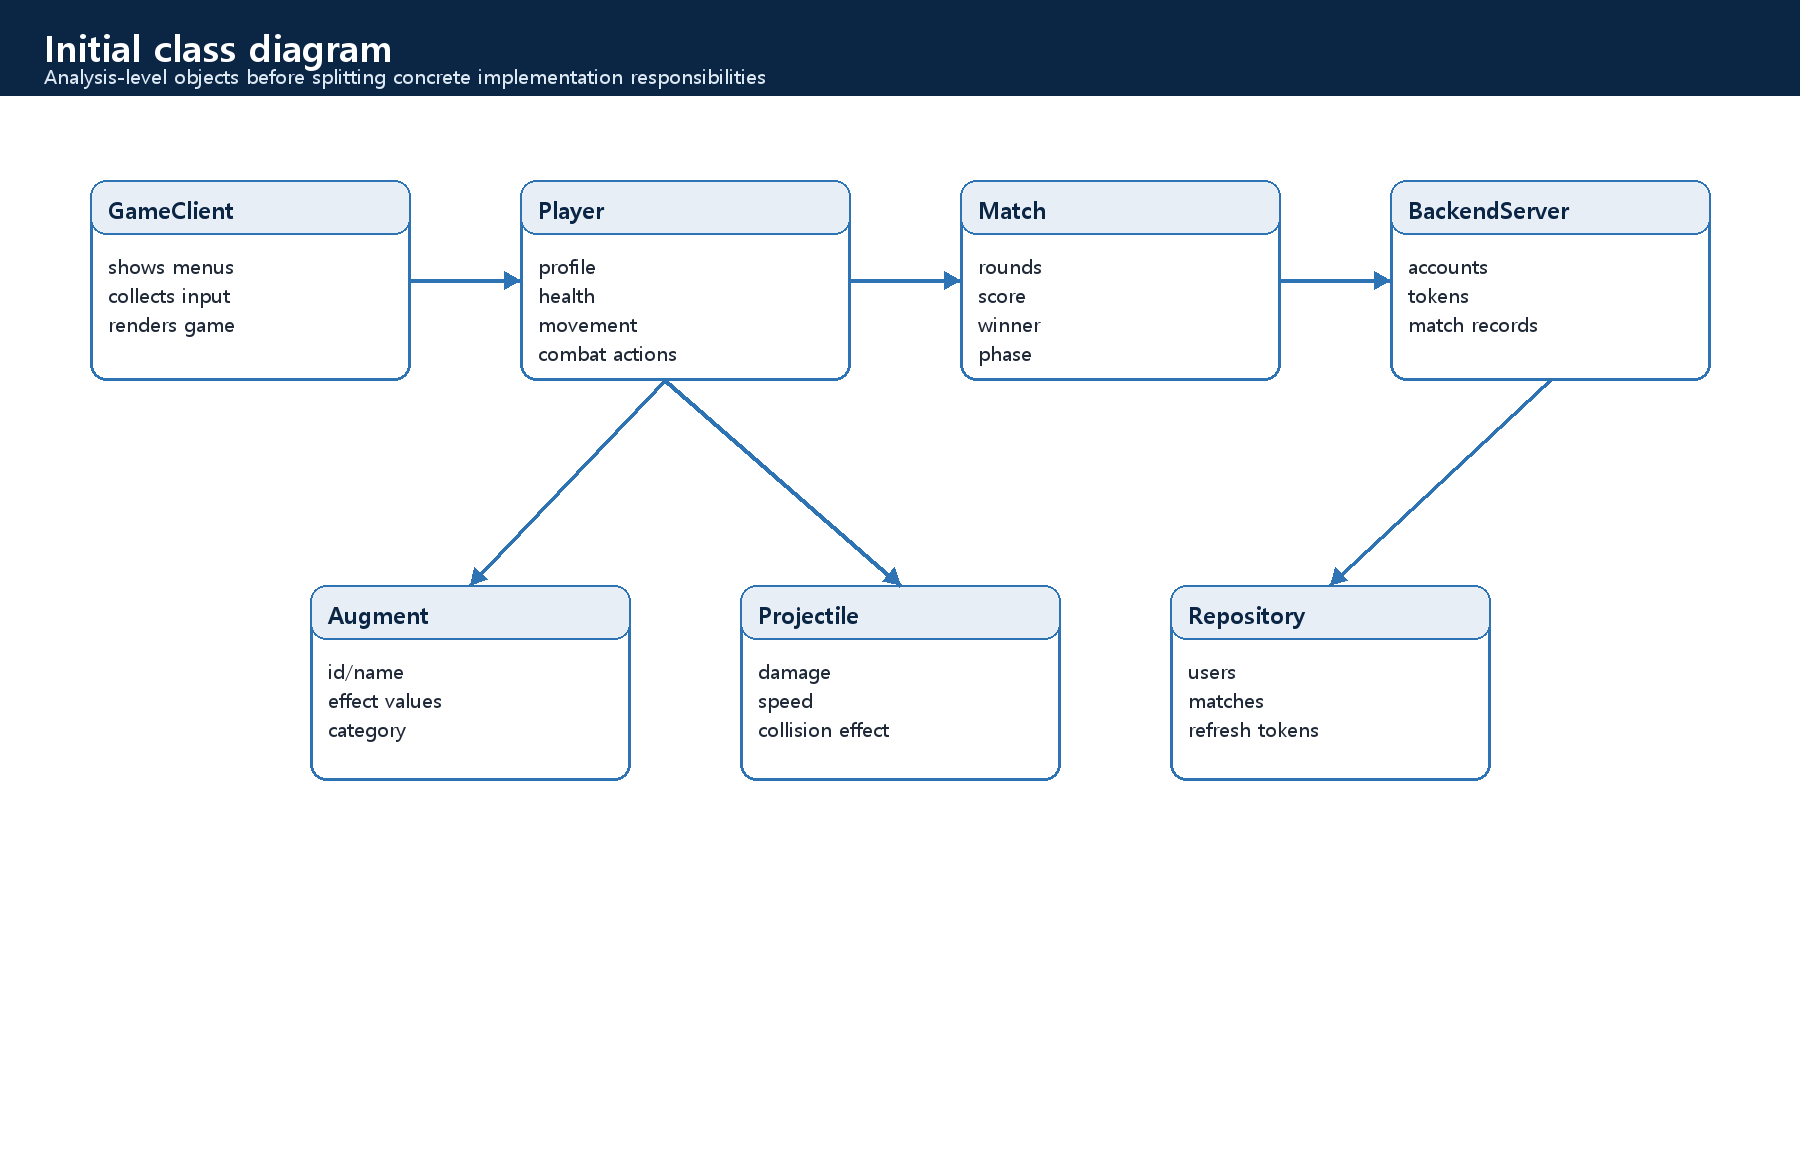 Initial class diagram
Analysis-level objects before splitting concrete implementation responsibilities
GameClient
shows menus
collects input
renders game
Player
profile
health
movement
combat actions
Match
rounds
score
winner
phase
BackendServer
accounts
tokens
match records
Augment
id/name
effect values
category
Projectile
damage
speed
collision effect
Repository
users
matches
refresh tokens